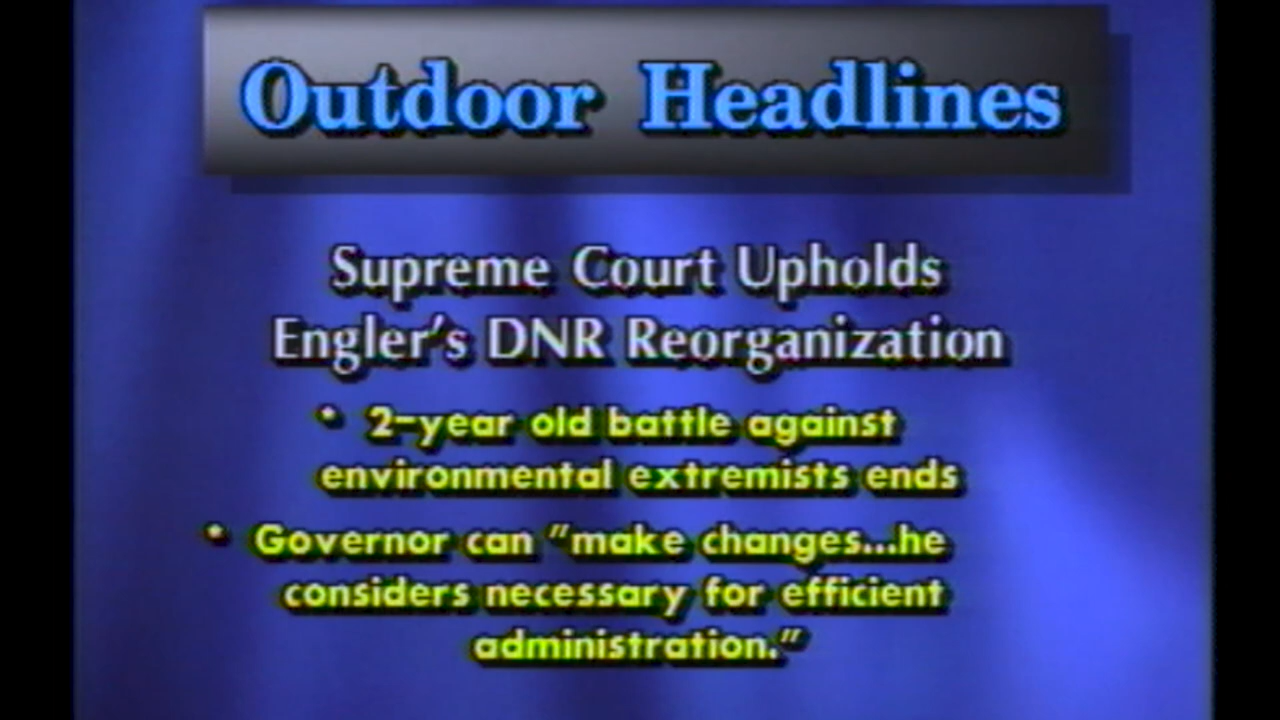 Outdoor Headlines
Supreme Court Upholds
Engler's DNR Reorganization
* 2-year old battle against
environmental extremists ends
* Governor can "make changes...he
considers necessary for efficient
administration."